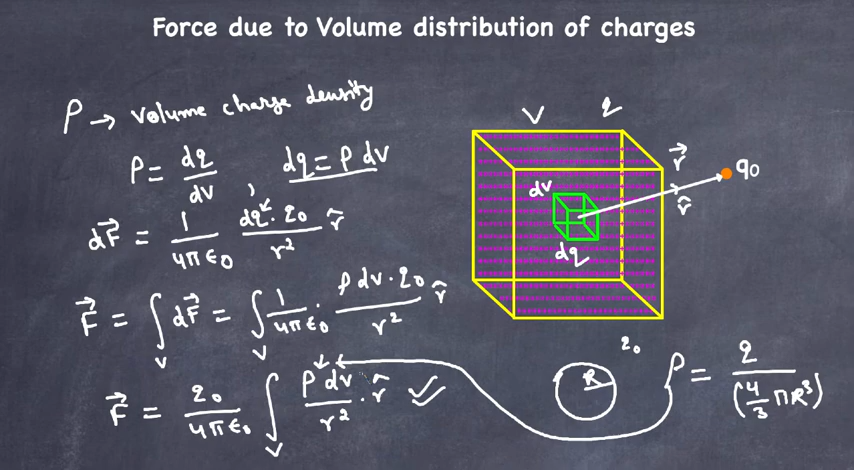 Force due to Volume distribution of charges
ρ → Volume charge density
ρ = dq/dv , dq = ρ dv
dF⃗ = 1/4πϵ₀ dq·q₀/r² r̂
F⃗ = ∫ᵥ dF⃗ = ∫ᵥ 1/4πϵ₀ · ρ dv·q₀/r² r̂
F⃗ = q₀/4πϵ₀ ∫ᵥ ρ dv/r² · r̂ ✓
V q
r⃗
q0
r̂
dv
dq
q₀
R
ρ = q/(4/3 πR³)